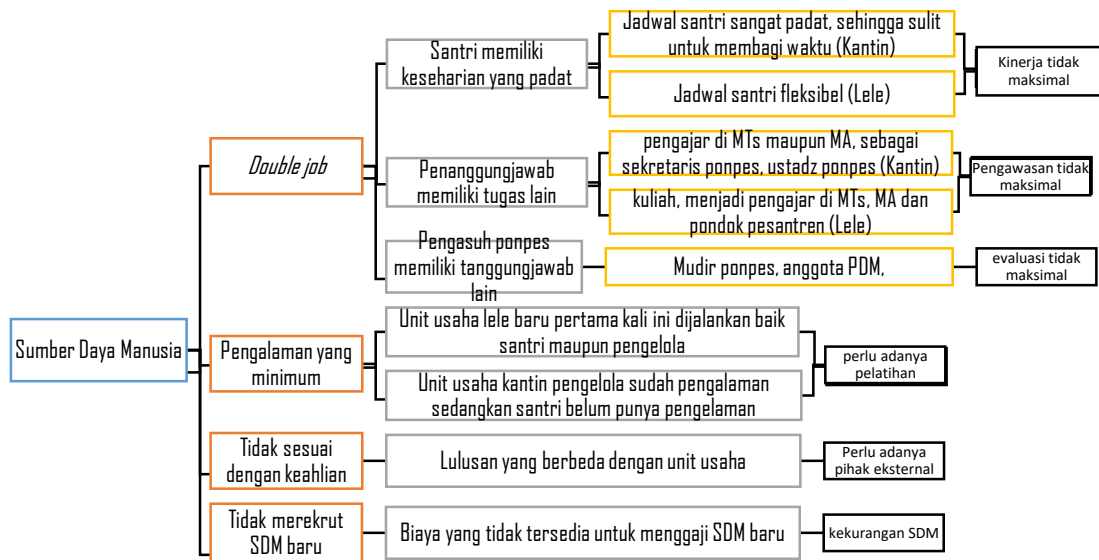 Sumber Daya Manusia
Double job
Santri memiliki
keseharian yang padat
Jadwal santri sangat padat, sehingga sulit
untuk membagi waktu (Kantin)
Jadwal santri fleksibel (Lele)
Kinerja tidak
maksimal
Penanggungjawab
memiliki tugas lain
pengajar di MTs maupun MA, sebagai
sekretaris ponpes, ustadz ponpes (Kantin)
kuliah, menjadi pengajar di MTs, MA dan
pondok pesantren (Lele)
Pengawasan tidak
maksimal
Pengasuh ponpes
memiliki tanggungjawab
lain
Mudir ponpes, anggota PDM,
evaluasi tidak
maksimal
Pengalaman yang
minimum
Unit usaha lele baru pertama kali ini dijalankan baik
santri maupun pengelola
Unit usaha kantin pengelola sudah pengalaman
sedangkan santri belum punya pengelaman
perlu adanya
pelatihan
Tidak sesuai
dengan keahlian
Lulusan yang berbeda dengan unit usaha
Perlu adanya
pihak eksternal
Tidak merekrut
SDM baru
Biaya yang tidak tersedia untuk menggaji SDM baru
kekurangan SDM